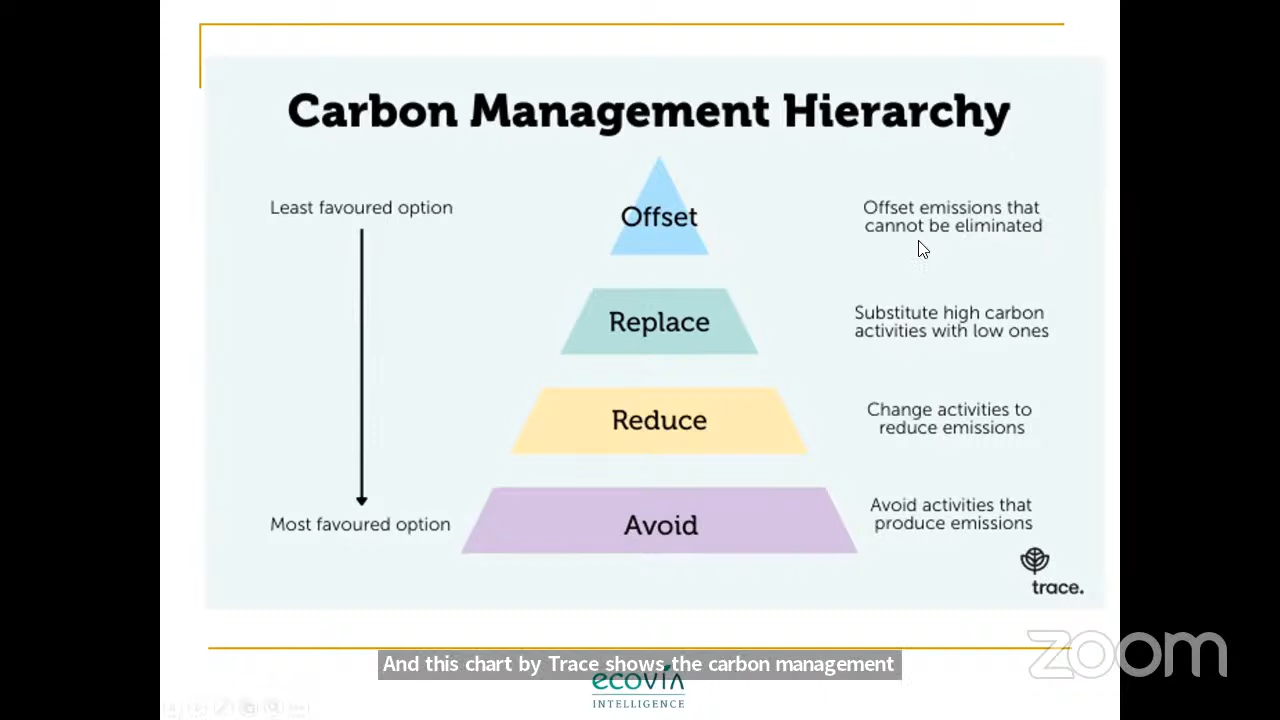 Carbon Management Hierarchy
Least favoured option
Offset
Offset emissions that
cannot be eliminated
Replace
Substitute high carbon
activities with low ones
Reduce
Change activities to
reduce emissions
Most favoured option
Avoid
Avoid activities that
produce emissions
trace.
zoom
And this chart by Trace shows the carbon management
ecovia
INTELLIGENCE